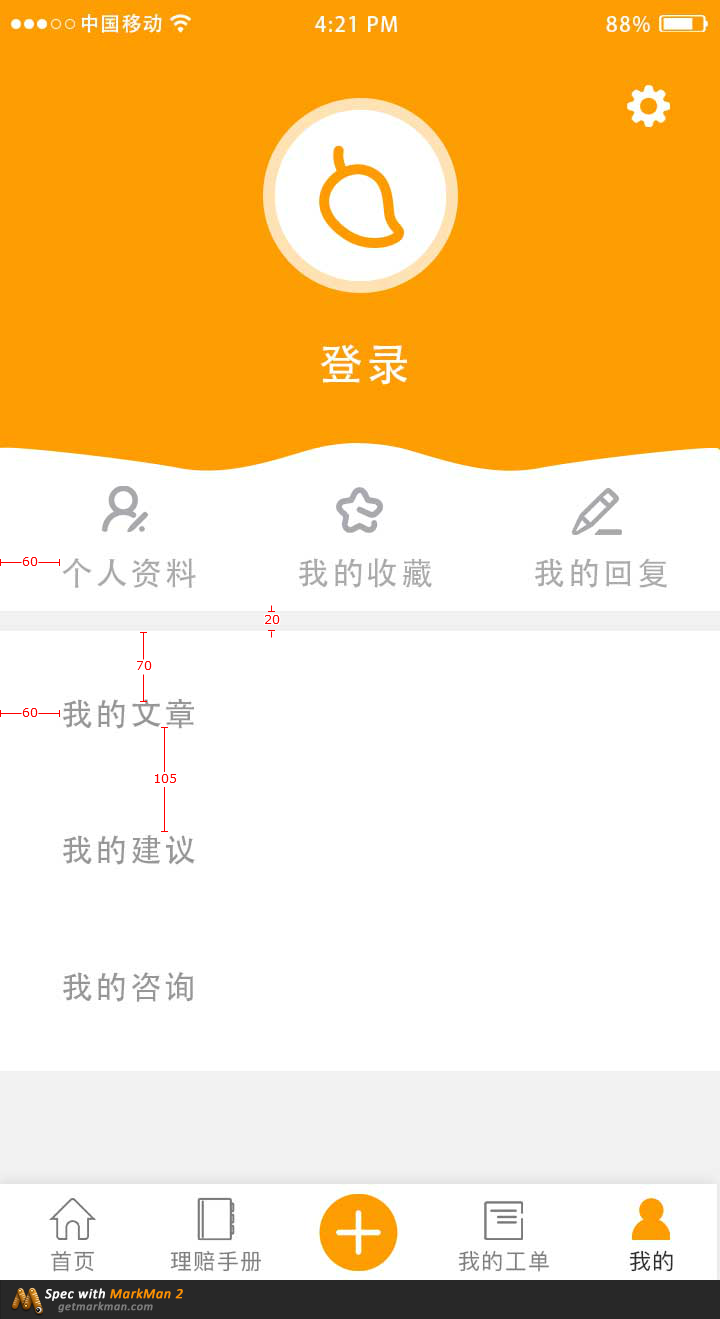 中国移动 4:21 PM 88%
登录
个人资料 我的收藏 我的回复
60
20
70
60
我的文章
105
我的建议
我的咨询
首页 理赔手册 我的工单 我的
Spec with MarkMan 2
getmarkman.com